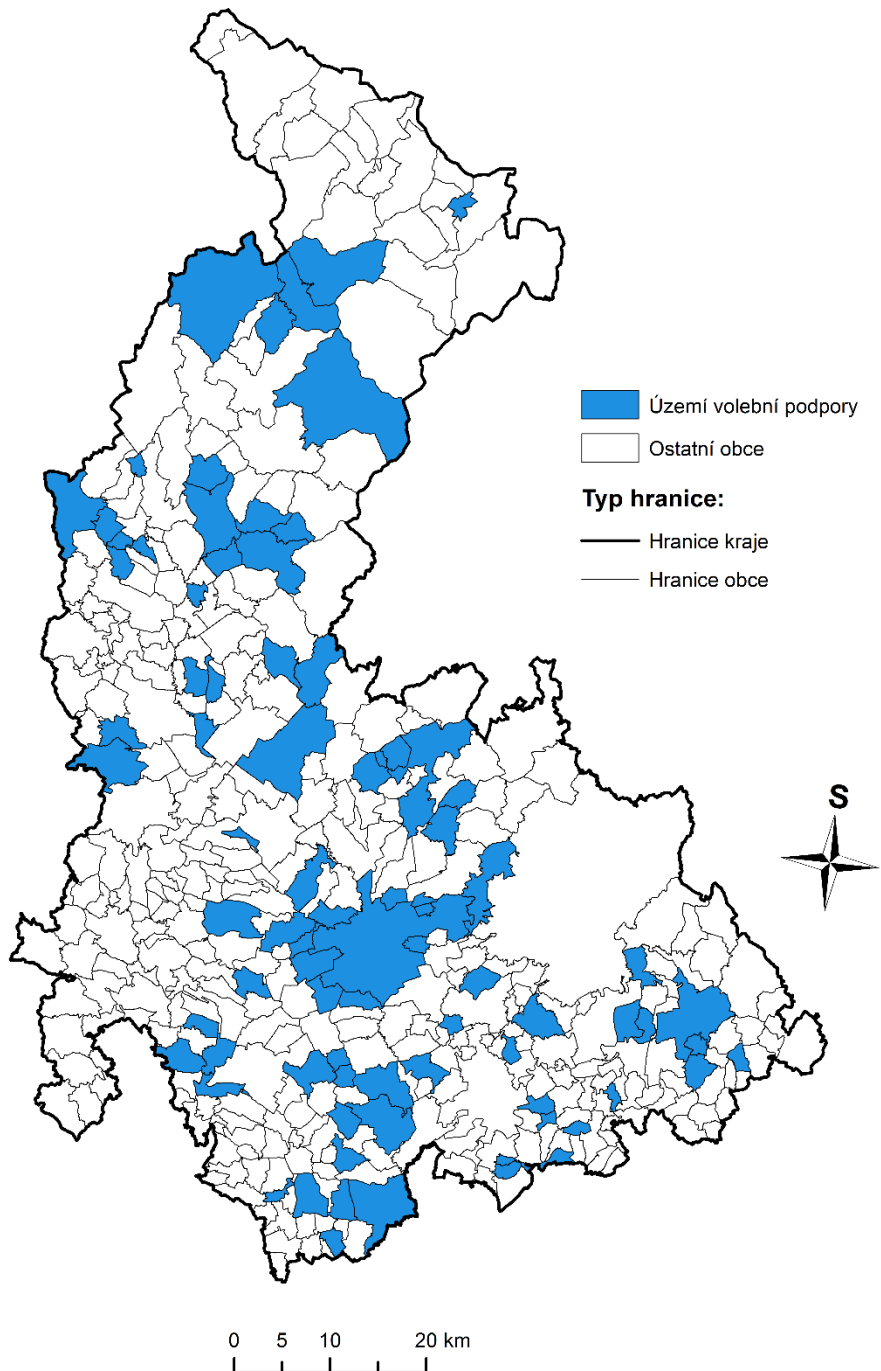 Území volební podpory
Ostatní obce
Typ hranice:
Hranice kraje
Hranice obce
S
0 5 10 20 km